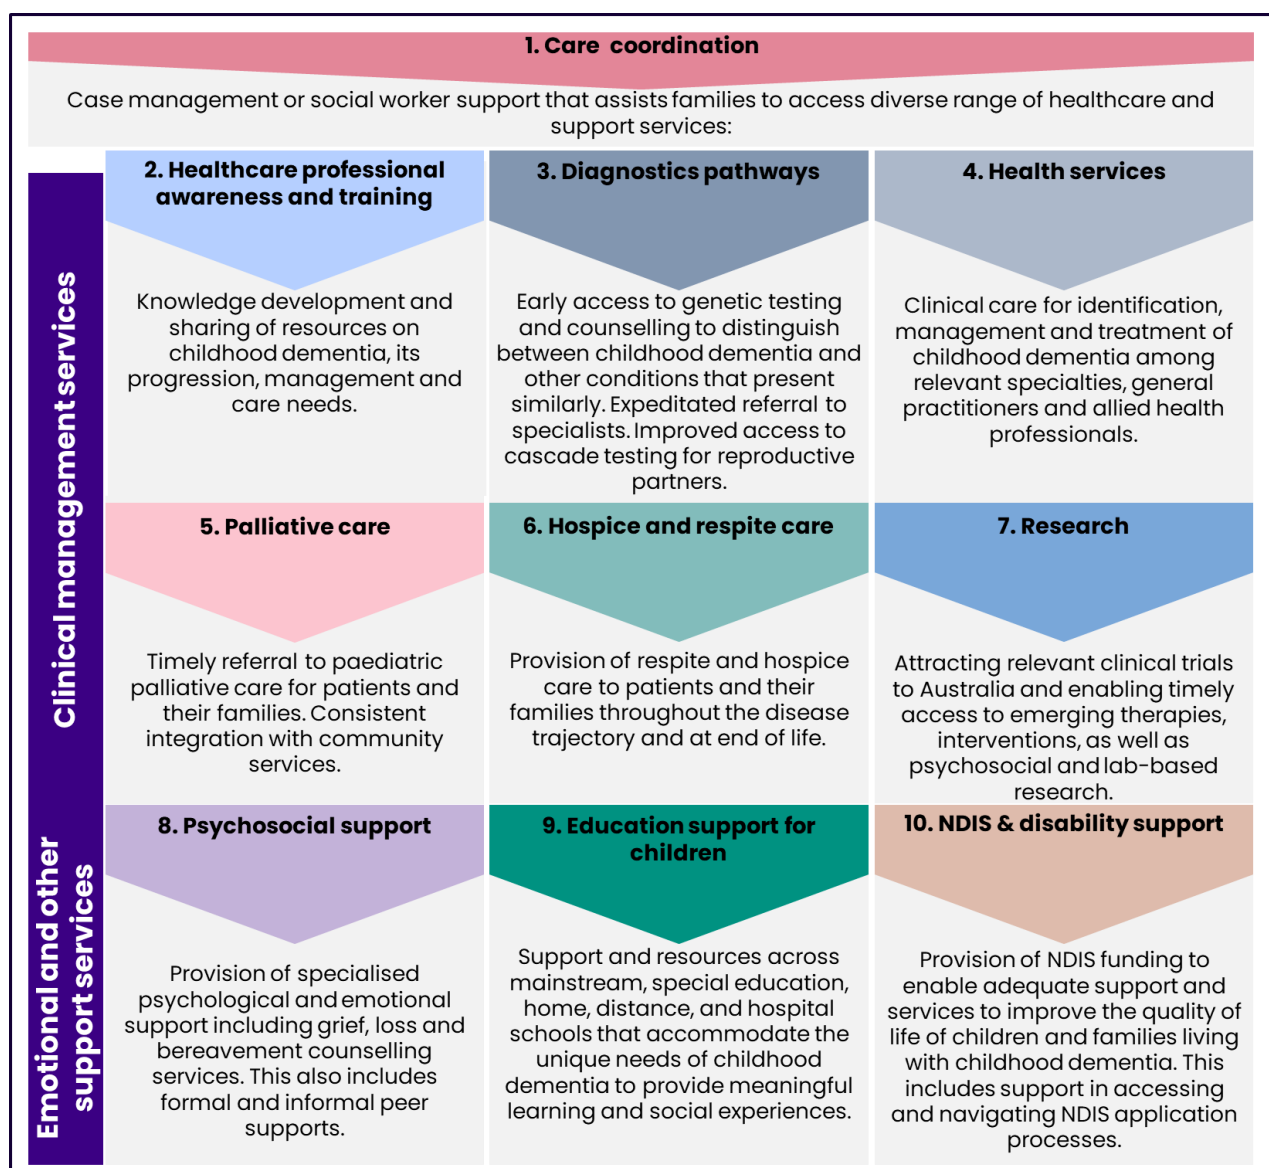 1. Care coordination
Case management or social worker support that assists families to access diverse range of healthcare and
support services:
Clinical management services
2. Healthcare professional
awareness and training
Knowledge development and
sharing of resources on
childhood dementia, its
progression, management and
care needs.
3. Diagnostics pathways
Early access to genetic testing
and counselling to distinguish
between childhood dementia and
other conditions that present
similarly. Expeditated referral to
specialists. Improved access to
cascade testing for reproductive
partners.
4. Health services
Clinical care for identification,
management and treatment of
childhood dementia among
relevant specialties, general
practitioners and allied health
professionals.
5. Palliative care
Timely referral to paediatric
palliative care for patients and
their families. Consistent
integration with community
services.
6. Hospice and respite care
Provision of respite and hospice
care to patients and their
families throughout the disease
trajectory and at end of life.
7. Research
Attracting relevant clinical trials
to Australia and enabling timely
access to emerging therapies,
interventions, as well as
psychosocial and lab-based
research.
Emotional and other
support services
8. Psychosocial support
Provision of specialised
psychological and emotional
support including grief, loss and
bereavement counselling
services. This also includes
formal and informal peer
supports.
9. Education support for
children
Support and resources across
mainstream, special education,
home, distance, and hospital
schools that accommodate the
unique needs of childhood
dementia to provide meaningful
learning and social experiences.
10. NDIS & disability support
Provision of NDIS funding to
enable adequate support and
services to improve the quality of
life of children and families living
with childhood dementia. This
includes support in accessing
and navigating NDIS application
processes.